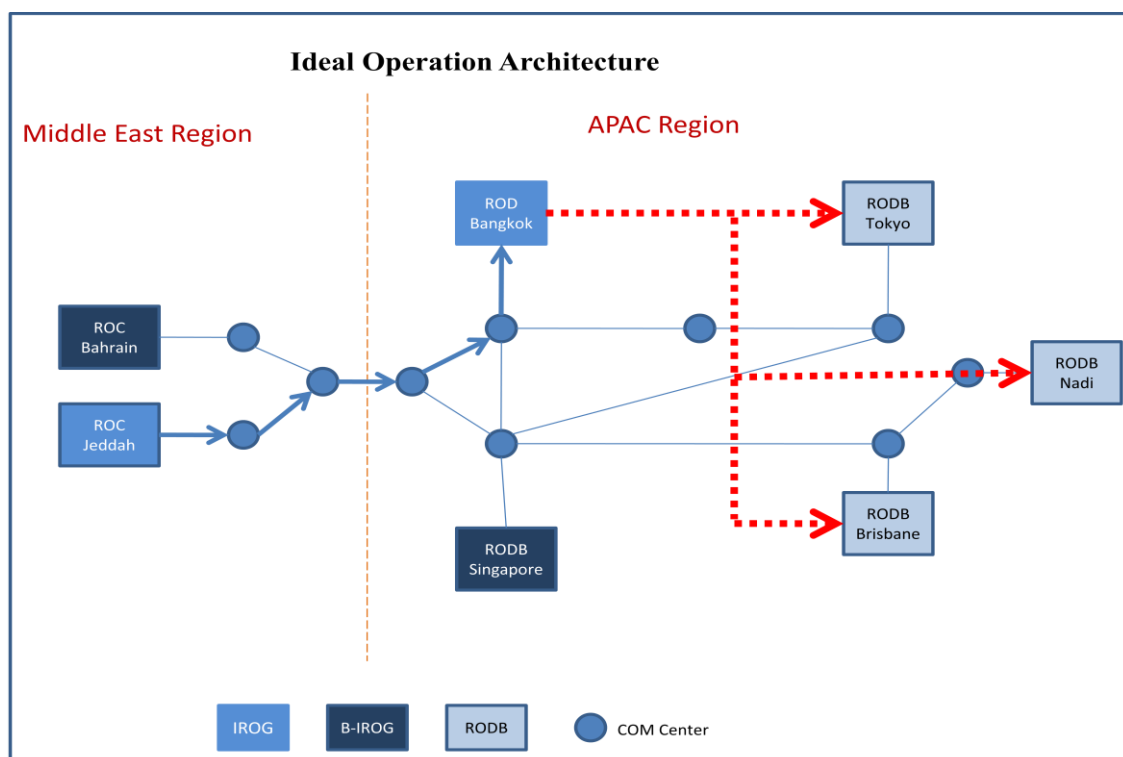 Ideal Operation Architecture
Middle East Region
APAC Region
ROD
Bangkok
RODB
Tokyo
ROC
Bahrain
RODB
Nadi
ROC
Jeddah
RODB
Brisbane
RODB
Singapore
IROG
B-IROG
RODB
COM Center